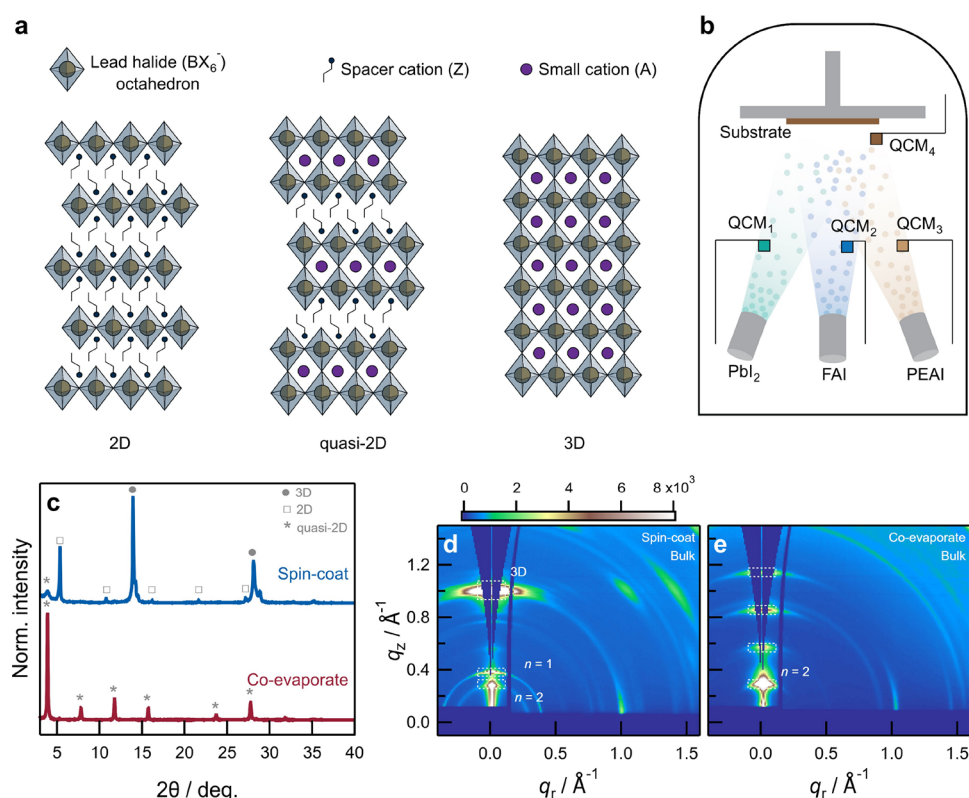 a
Lead halide (BX₆⁻)
octahedron
Spacer cation (Z)
Small cation (A)
2D
quasi-2D
3D
b
Substrate
QCM₄
QCM₁
QCM₂
QCM₃
PbI₂
FAI
PEAI
c
3D
2D
* quasi-2D
Spin-coat
Co-evaporate
* * * * * * *
Norm. intensity
5 10 15 20 25 30 35 40
2θ / deg.
0 2 4 6 8 x10³
d
Spin-coat
Bulk
3D
n = 1
n = 2
1.2
0.8
0.4
0.0
q_z / Å⁻¹
0.0 0.5 1.0 1.5
q_r / Å⁻¹
e
Co-evaporate
Bulk
n = 2
0.0 0.5 1.0 1.5
q_r / Å⁻¹